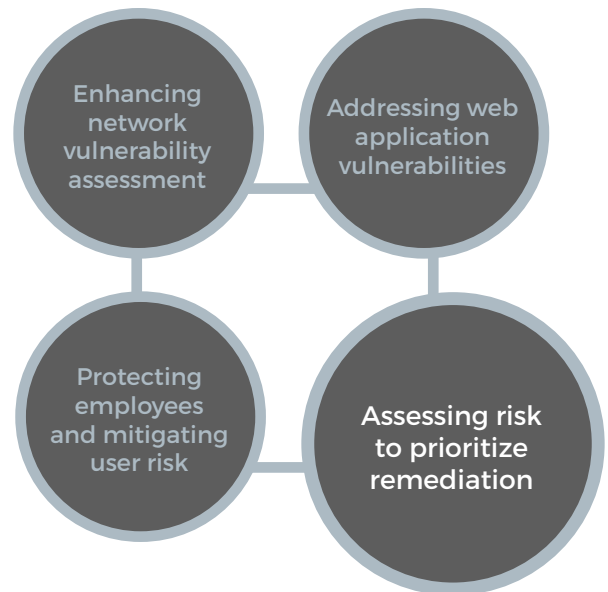 Enhancing
network
vulnerability
assessment
Addressing web
application
vulnerabilities
Protecting
employees
and mitigating
user risk
Assessing risk
to prioritize
remediation